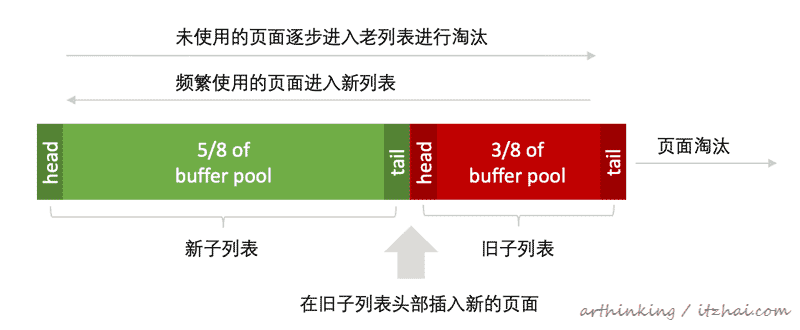 未使用的页面逐步进入老列表进行淘汰
频繁使用的页面进入新列表
head
5/8 of
buffer pool
tail
head
3/8 of
buffer pool
tail
页面淘汰
新子列表
旧子列表
在旧子列表头部插入新的页面
arthinking / itzhai.com